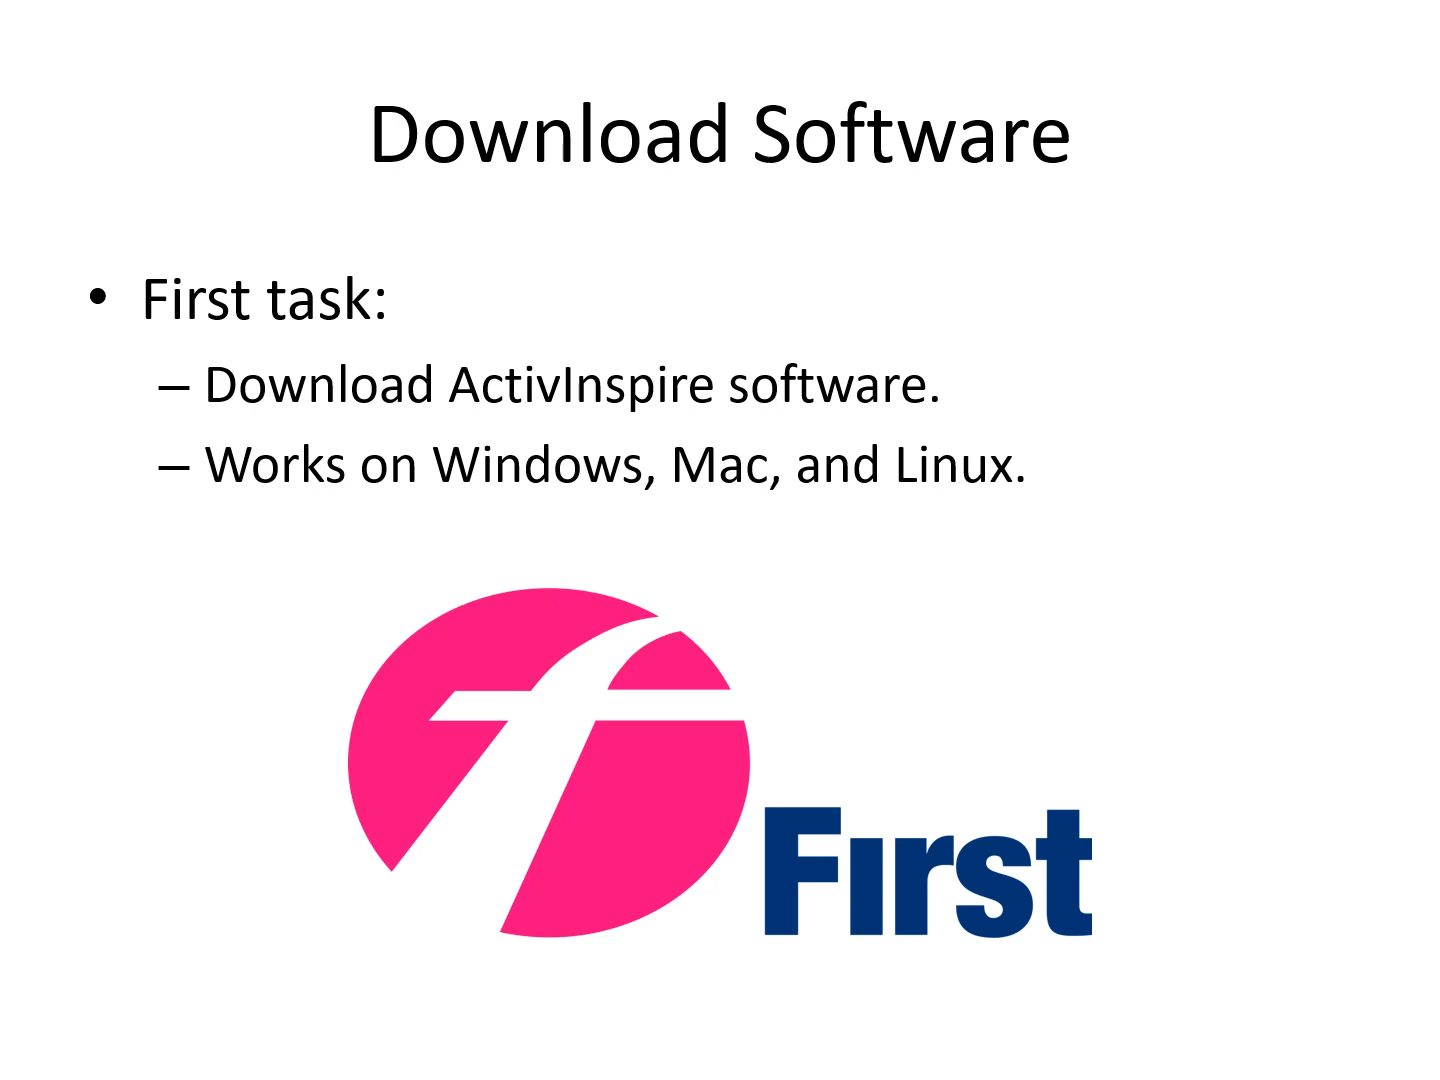 Download Software
• First task:
– Download ActivInspire software.
– Works on Windows, Mac, and Linux.
First